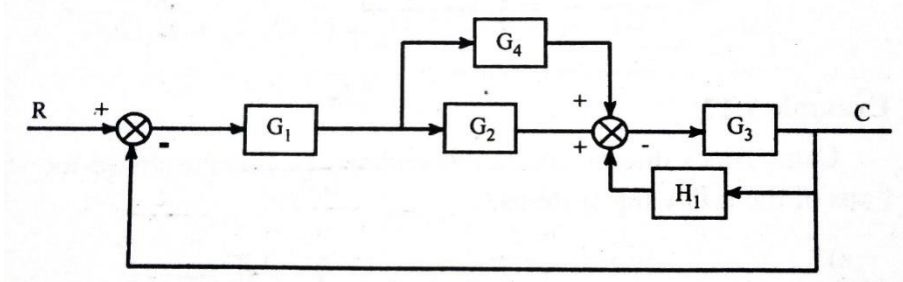 G₄
R + - G₁ G₂ + + - G₃ C
H₁